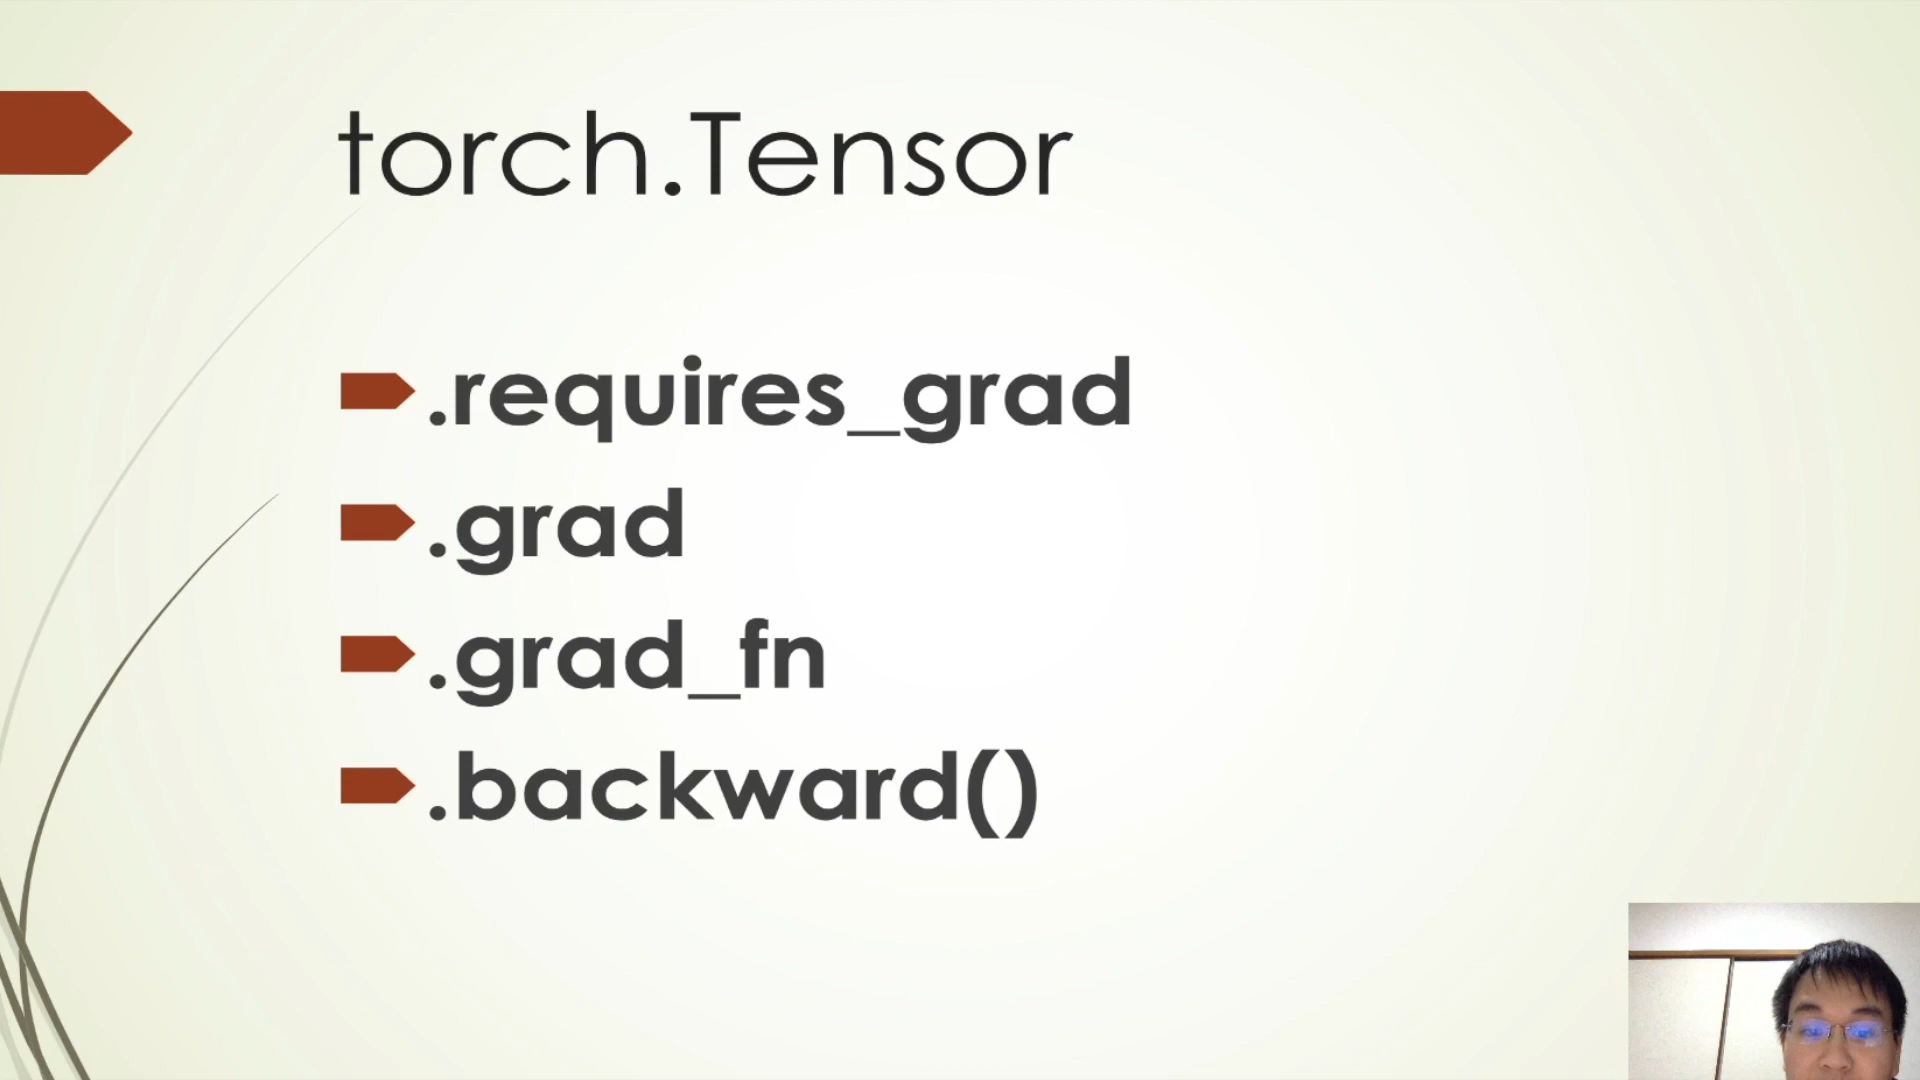 torch.Tensor
.requires_grad
.grad
.grad_fn
.backward()